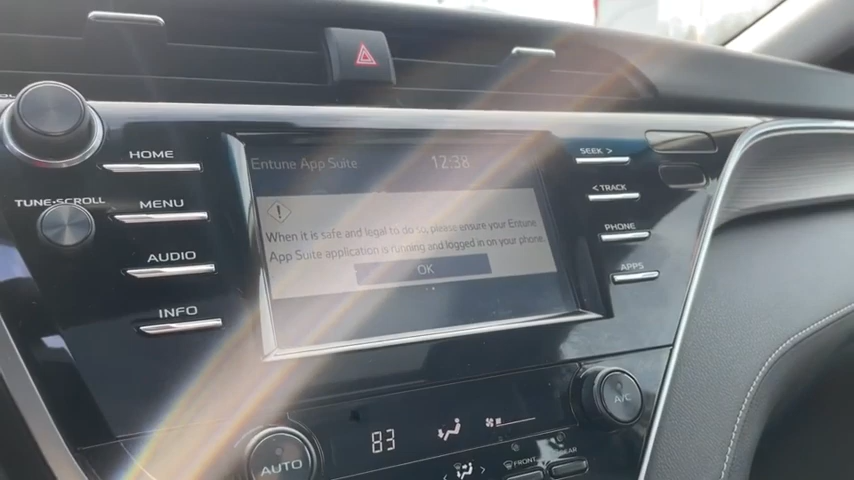 HOME
TUNE•SCROLL
MENU
AUDIO
INFO
Entune App Suite 12:38
When it is safe and legal to do so, please ensure your Entune
App Suite application is running and logged in on your phone.
OK
SEEK >
< TRACK
PHONE
APPS
83
AUTO
A/C
FRONT
REAR